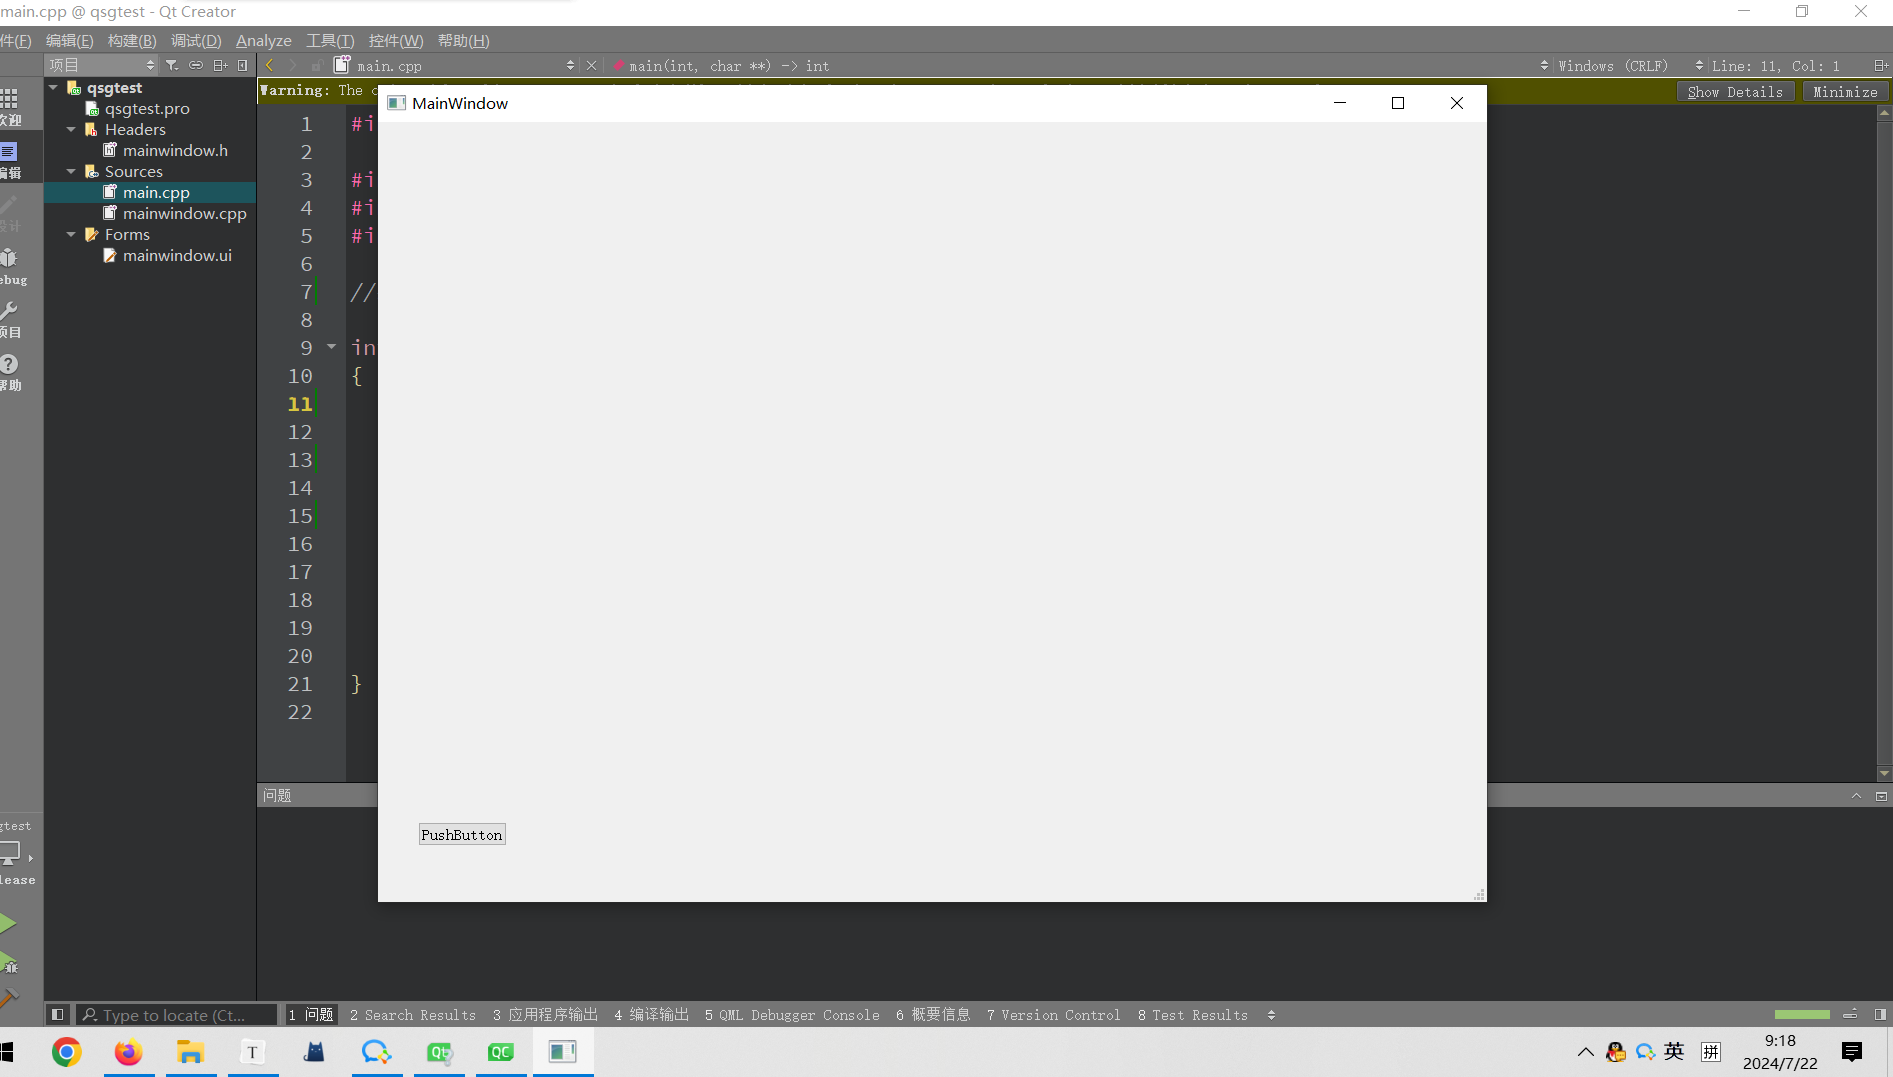 main.cpp @ qsgtest - Qt Creator
件(F) 编辑(E) 构建(B) 调试(D) Analyze 工具(T) 控件(W) 帮助(H)
项目 main.cpp main(int, char **) -> int Windows (CRLF) Line: 11, Col: 1
Warning: The c Show Details Minimize
MainWindow
欢迎
编辑
设计
ebug
项目
帮助
qsgtest
qsgtest.pro
Headers
mainwindow.h
Sources
main.cpp
mainwindow.cpp
Forms
mainwindow.ui
1 #i
2
3 #i
4 #i
5 #i
6
7 //
8
9 in
10 {
11
12
13
14
15
16
17
18
19
20
21 }
22
问题
PushButton
gtest
lease
Type to locate (Ct...
1 问题 2 Search Results 3 应用程序输出 4 编译输出 5 QML Debugger Console 6 概要信息 7 Version Control 8 Test Results
T Qt QC
英 拼
9:18
2024/7/22